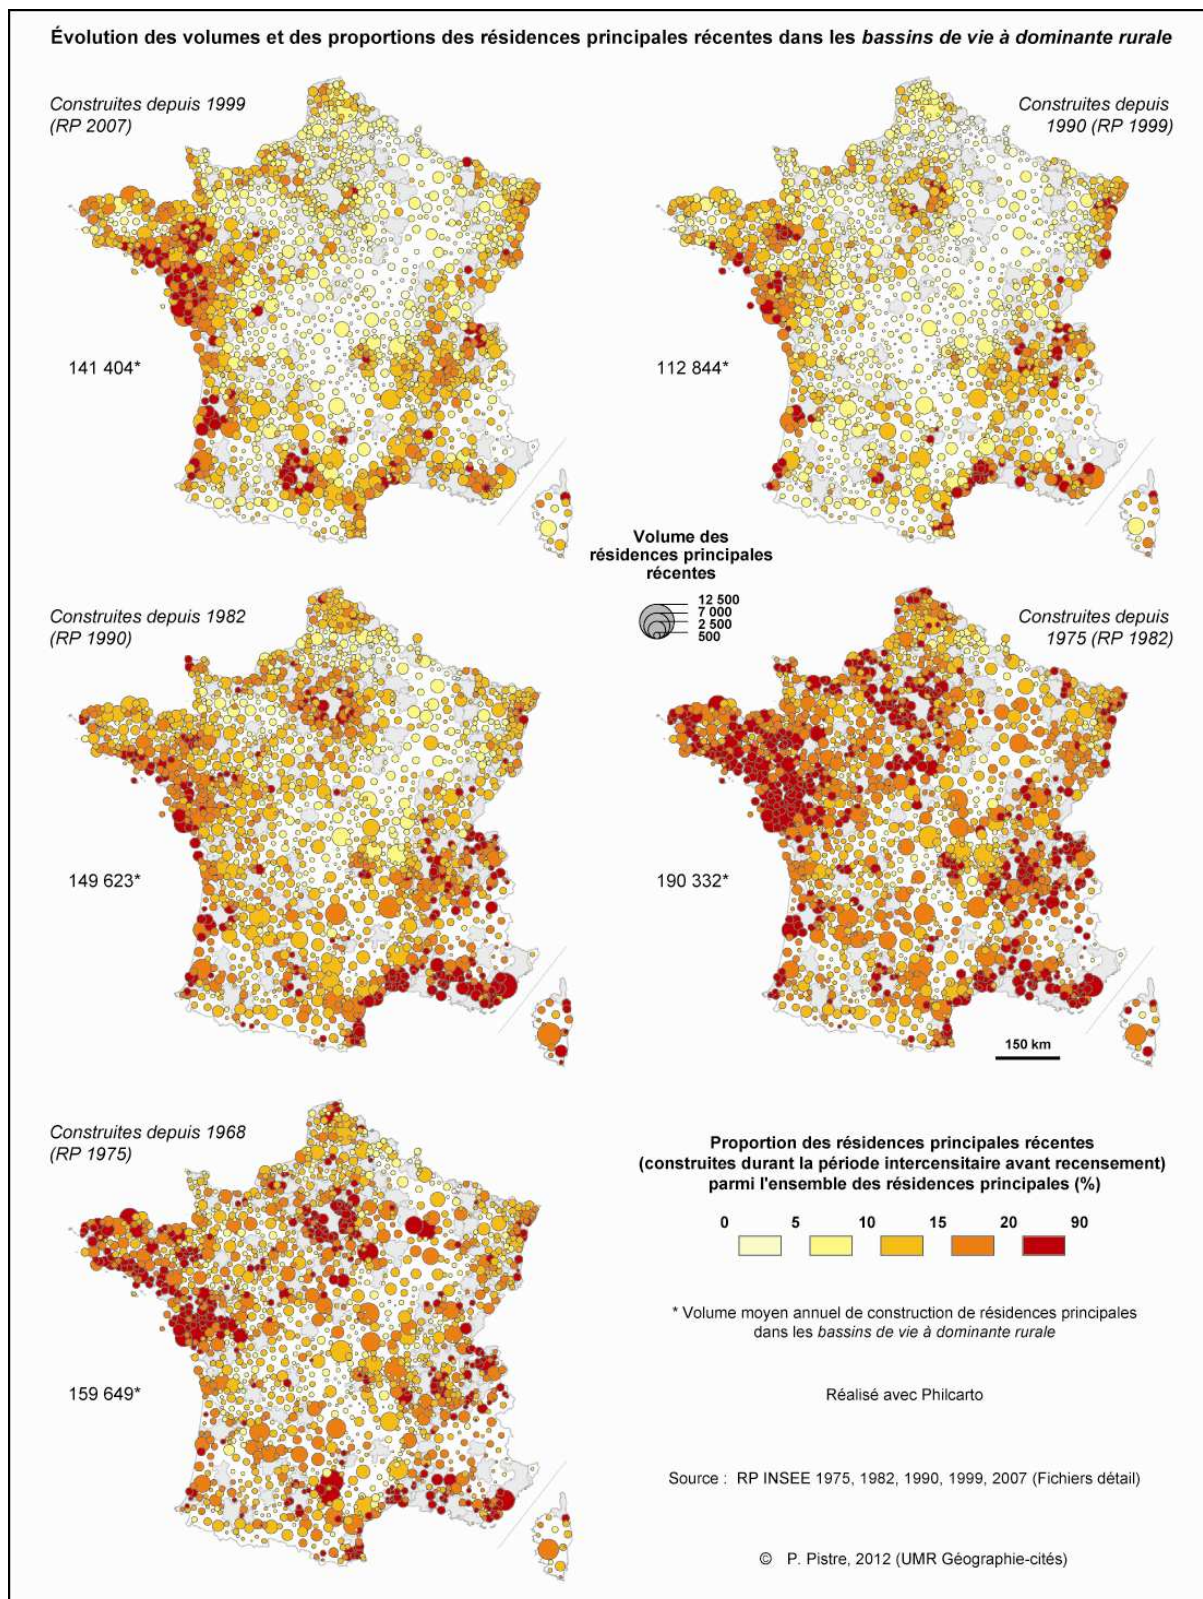 Évolution des volumes et des proportions des résidences principales récentes dans les bassins de vie à dominante rurale
Construites depuis 1999
(RP 2007)
141 404*
Construites depuis
1990 (RP 1999)
112 844*
Volume des
résidences principales
récentes
12 500
7 000
2 500
500
Construites depuis 1982
(RP 1990)
149 623*
Construites depuis
1975 (RP 1982)
190 332*
150 km
Construites depuis 1968
(RP 1975)
159 649*
Proportion des résidences principales récentes
(construites durant la période intercensitaire avant recensement)
parmi l'ensemble des résidences principales (%)
0 5 10 15 20 90
* Volume moyen annuel de construction de résidences principales
dans les bassins de vie à dominante rurale
Réalisé avec Philcarto
Source : RP INSEE 1975, 1982, 1990, 1999, 2007 (Fichiers détail)
© P. Pistre, 2012 (UMR Géographie-cités)